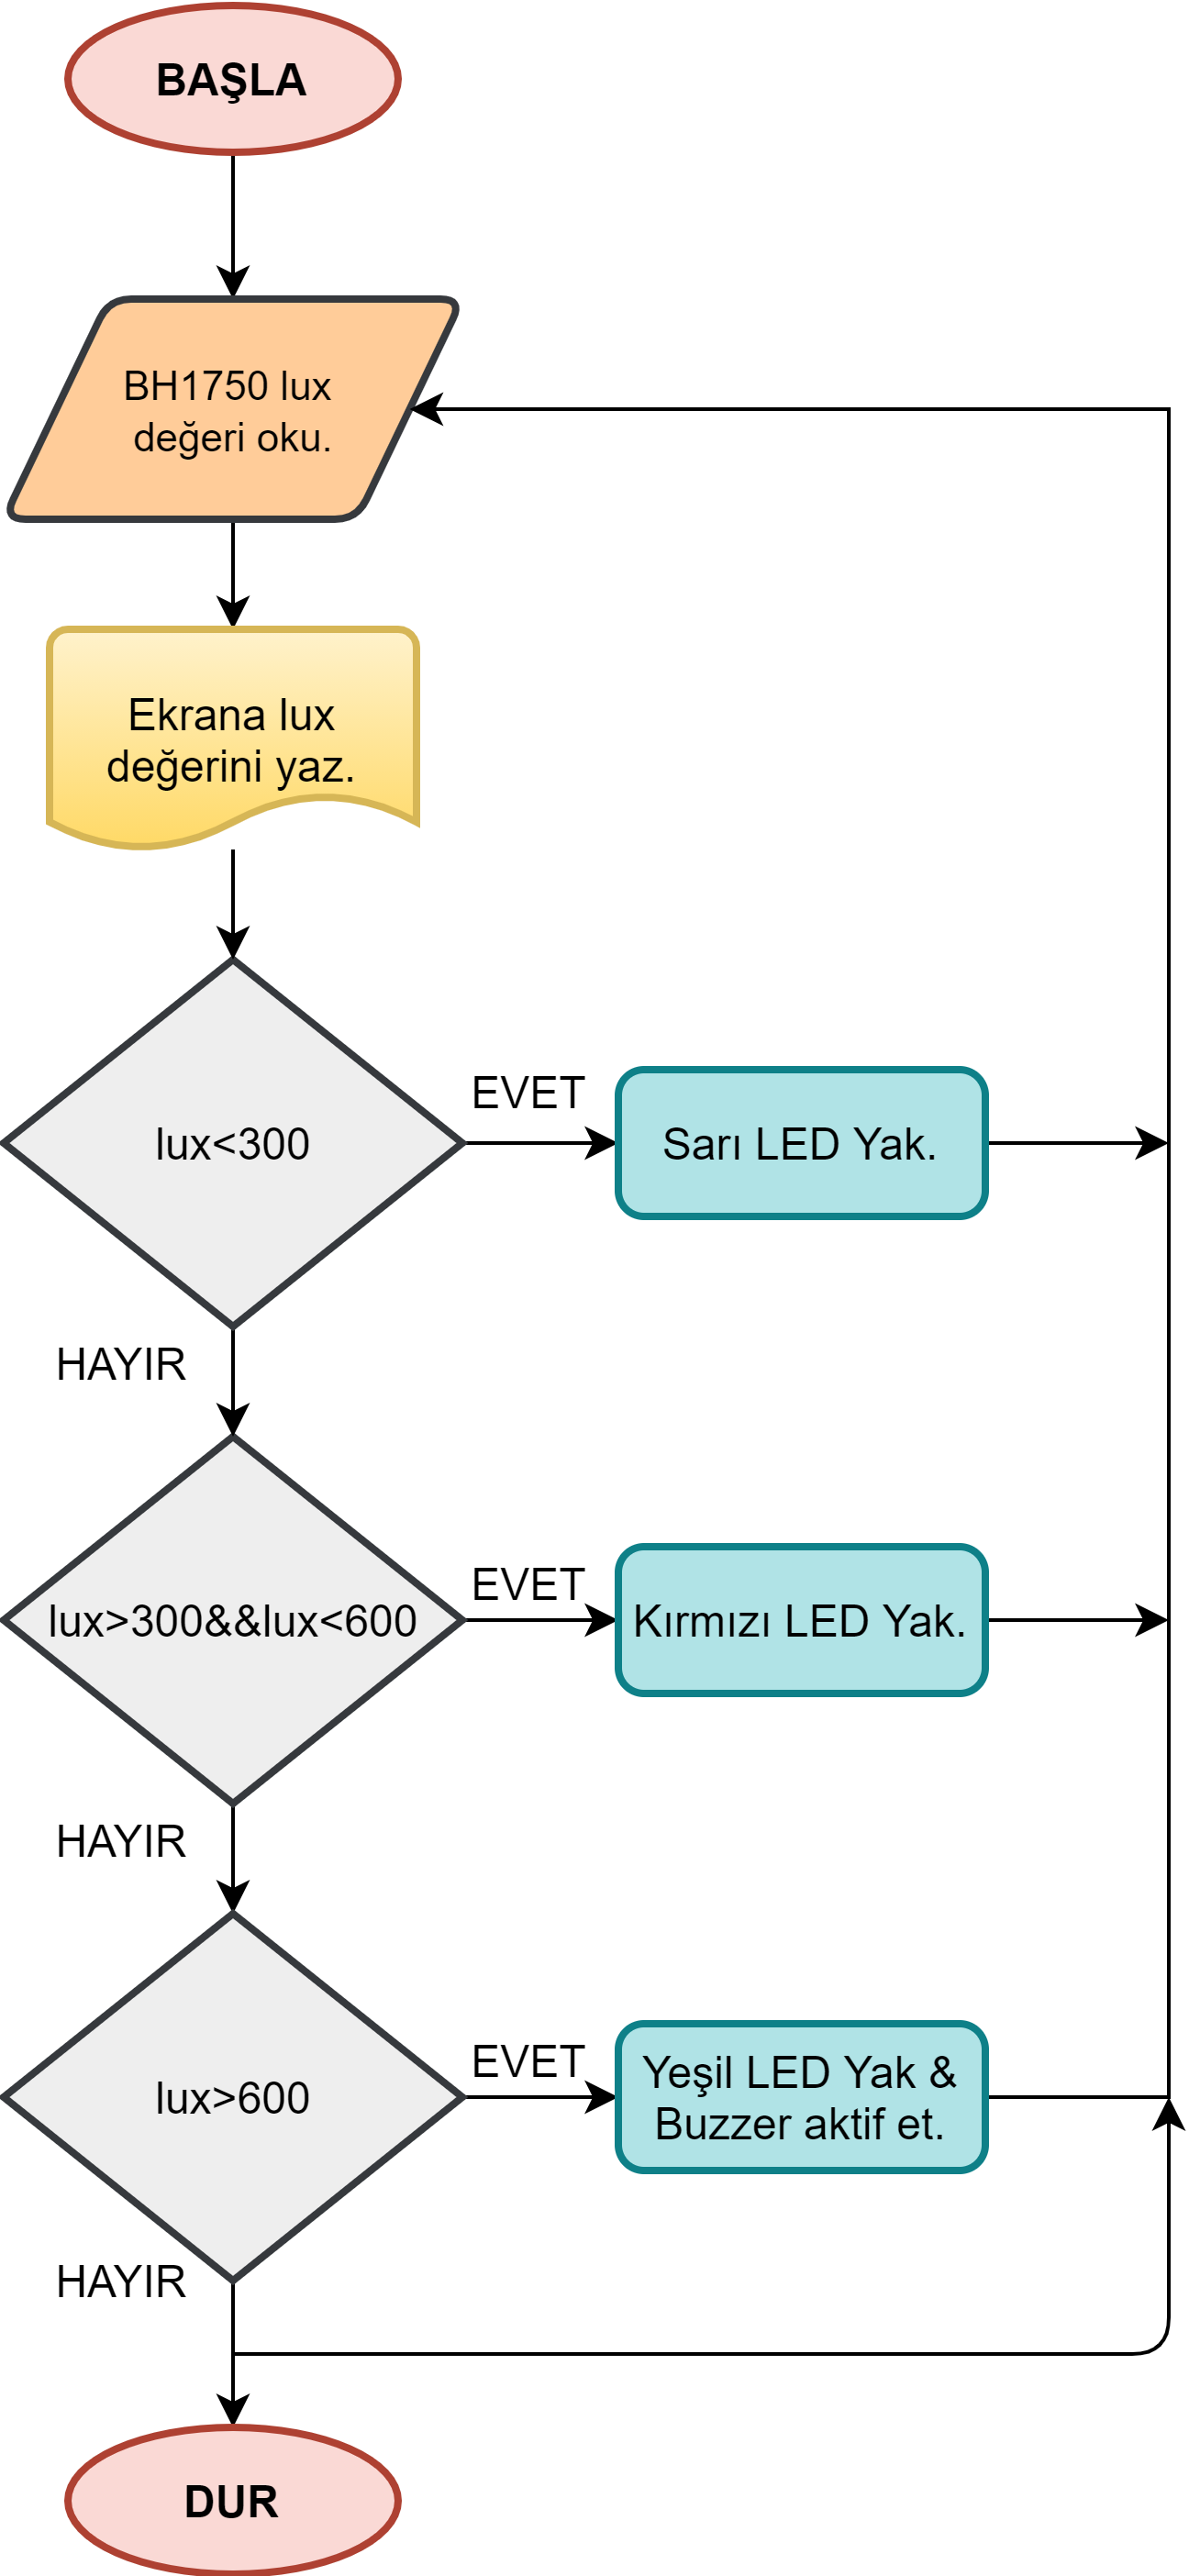 BAŞLA
BH1750 lux
değeri oku.
Ekrana lux
değerini yaz.
lux<300
EVET
Sarı LED Yak.
HAYIR
lux>300&&lux<600
EVET
Kırmızı LED Yak.
HAYIR
lux>600
EVET
Yeşil LED Yak &
Buzzer aktif et.
HAYIR
DUR